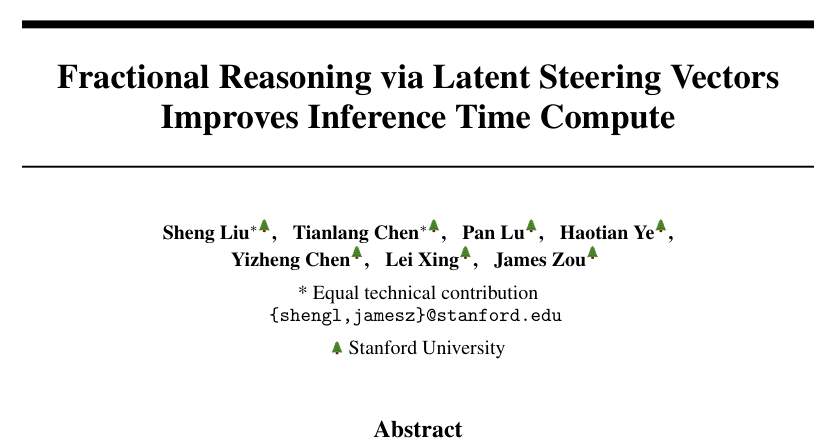 Fractional Reasoning via Latent Steering Vectors
Improves Inference Time Compute
Sheng Liu*, Tianlang Chen*, Pan Lu, Haotian Ye,
Yizheng Chen, Lei Xing, James Zou
* Equal technical contribution
{shengl,jamesz}@stanford.edu
Stanford University
Abstract